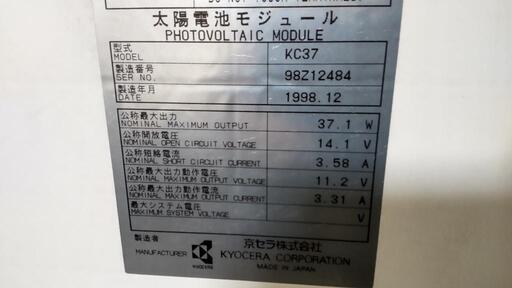 太陽電池モジュール
PHOTOVOLTAIC MODULE
型式
MODEL KC37
製造番号
SER NO. 98Z12484
製造年月
DATE 1998.12
公称最大出力
NOMINAL MAXIMUM OUTPUT 37.1 W
公称開放電圧
NOMINAL OPEN CIRCUIT VOLTAGE 14.1 V
公称短絡電流
NOMINAL SHORT CIRCUIT CURRENT 3.58 A
公称最大出力動作電圧
NOMINAL MAXIMUM OUTPUT VOLTAGE 11.2 V
公称最大出力動作電流
NOMINAL MAXIMUM OUTPUT CURRENT 3.31 A
最大システム電圧
MAXIMUM SYSTEM VOLTAGE V
製造者
MANUFACTURER
KYOCERA
京セラ株式会社
KYOCERA CORPORATION
MADE IN JAPAN